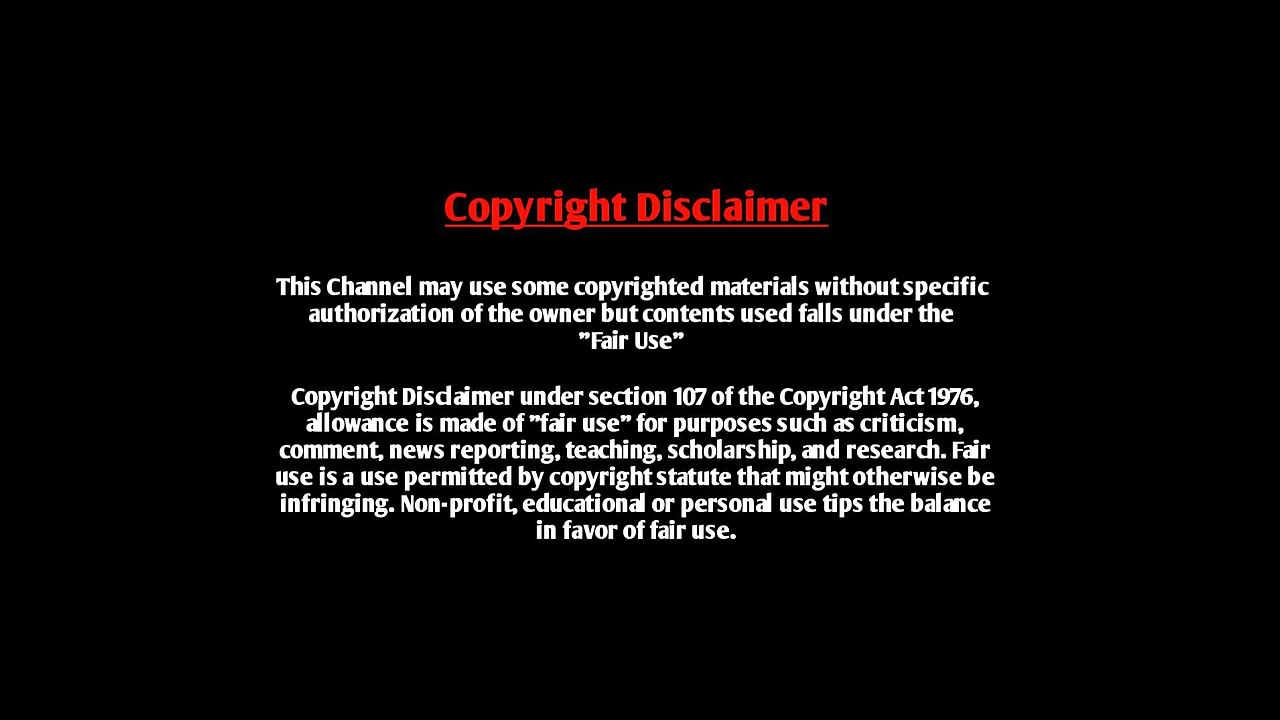 Copyright Disclaimer
This Channel may use some copyrighted materials without specific
authorization of the owner but contents used falls under the
”Fair Use”
Copyright Disclaimer under section 107 of the Copyright Act 1976,
allowance is made of ”fair use” for purposes such as criticism,
comment, news reporting, teaching, scholarship, and research. Fair
use is a use permitted by copyright statute that might otherwise be
infringing. Non-profit, educational or personal use tips the balance
in favor of fair use.